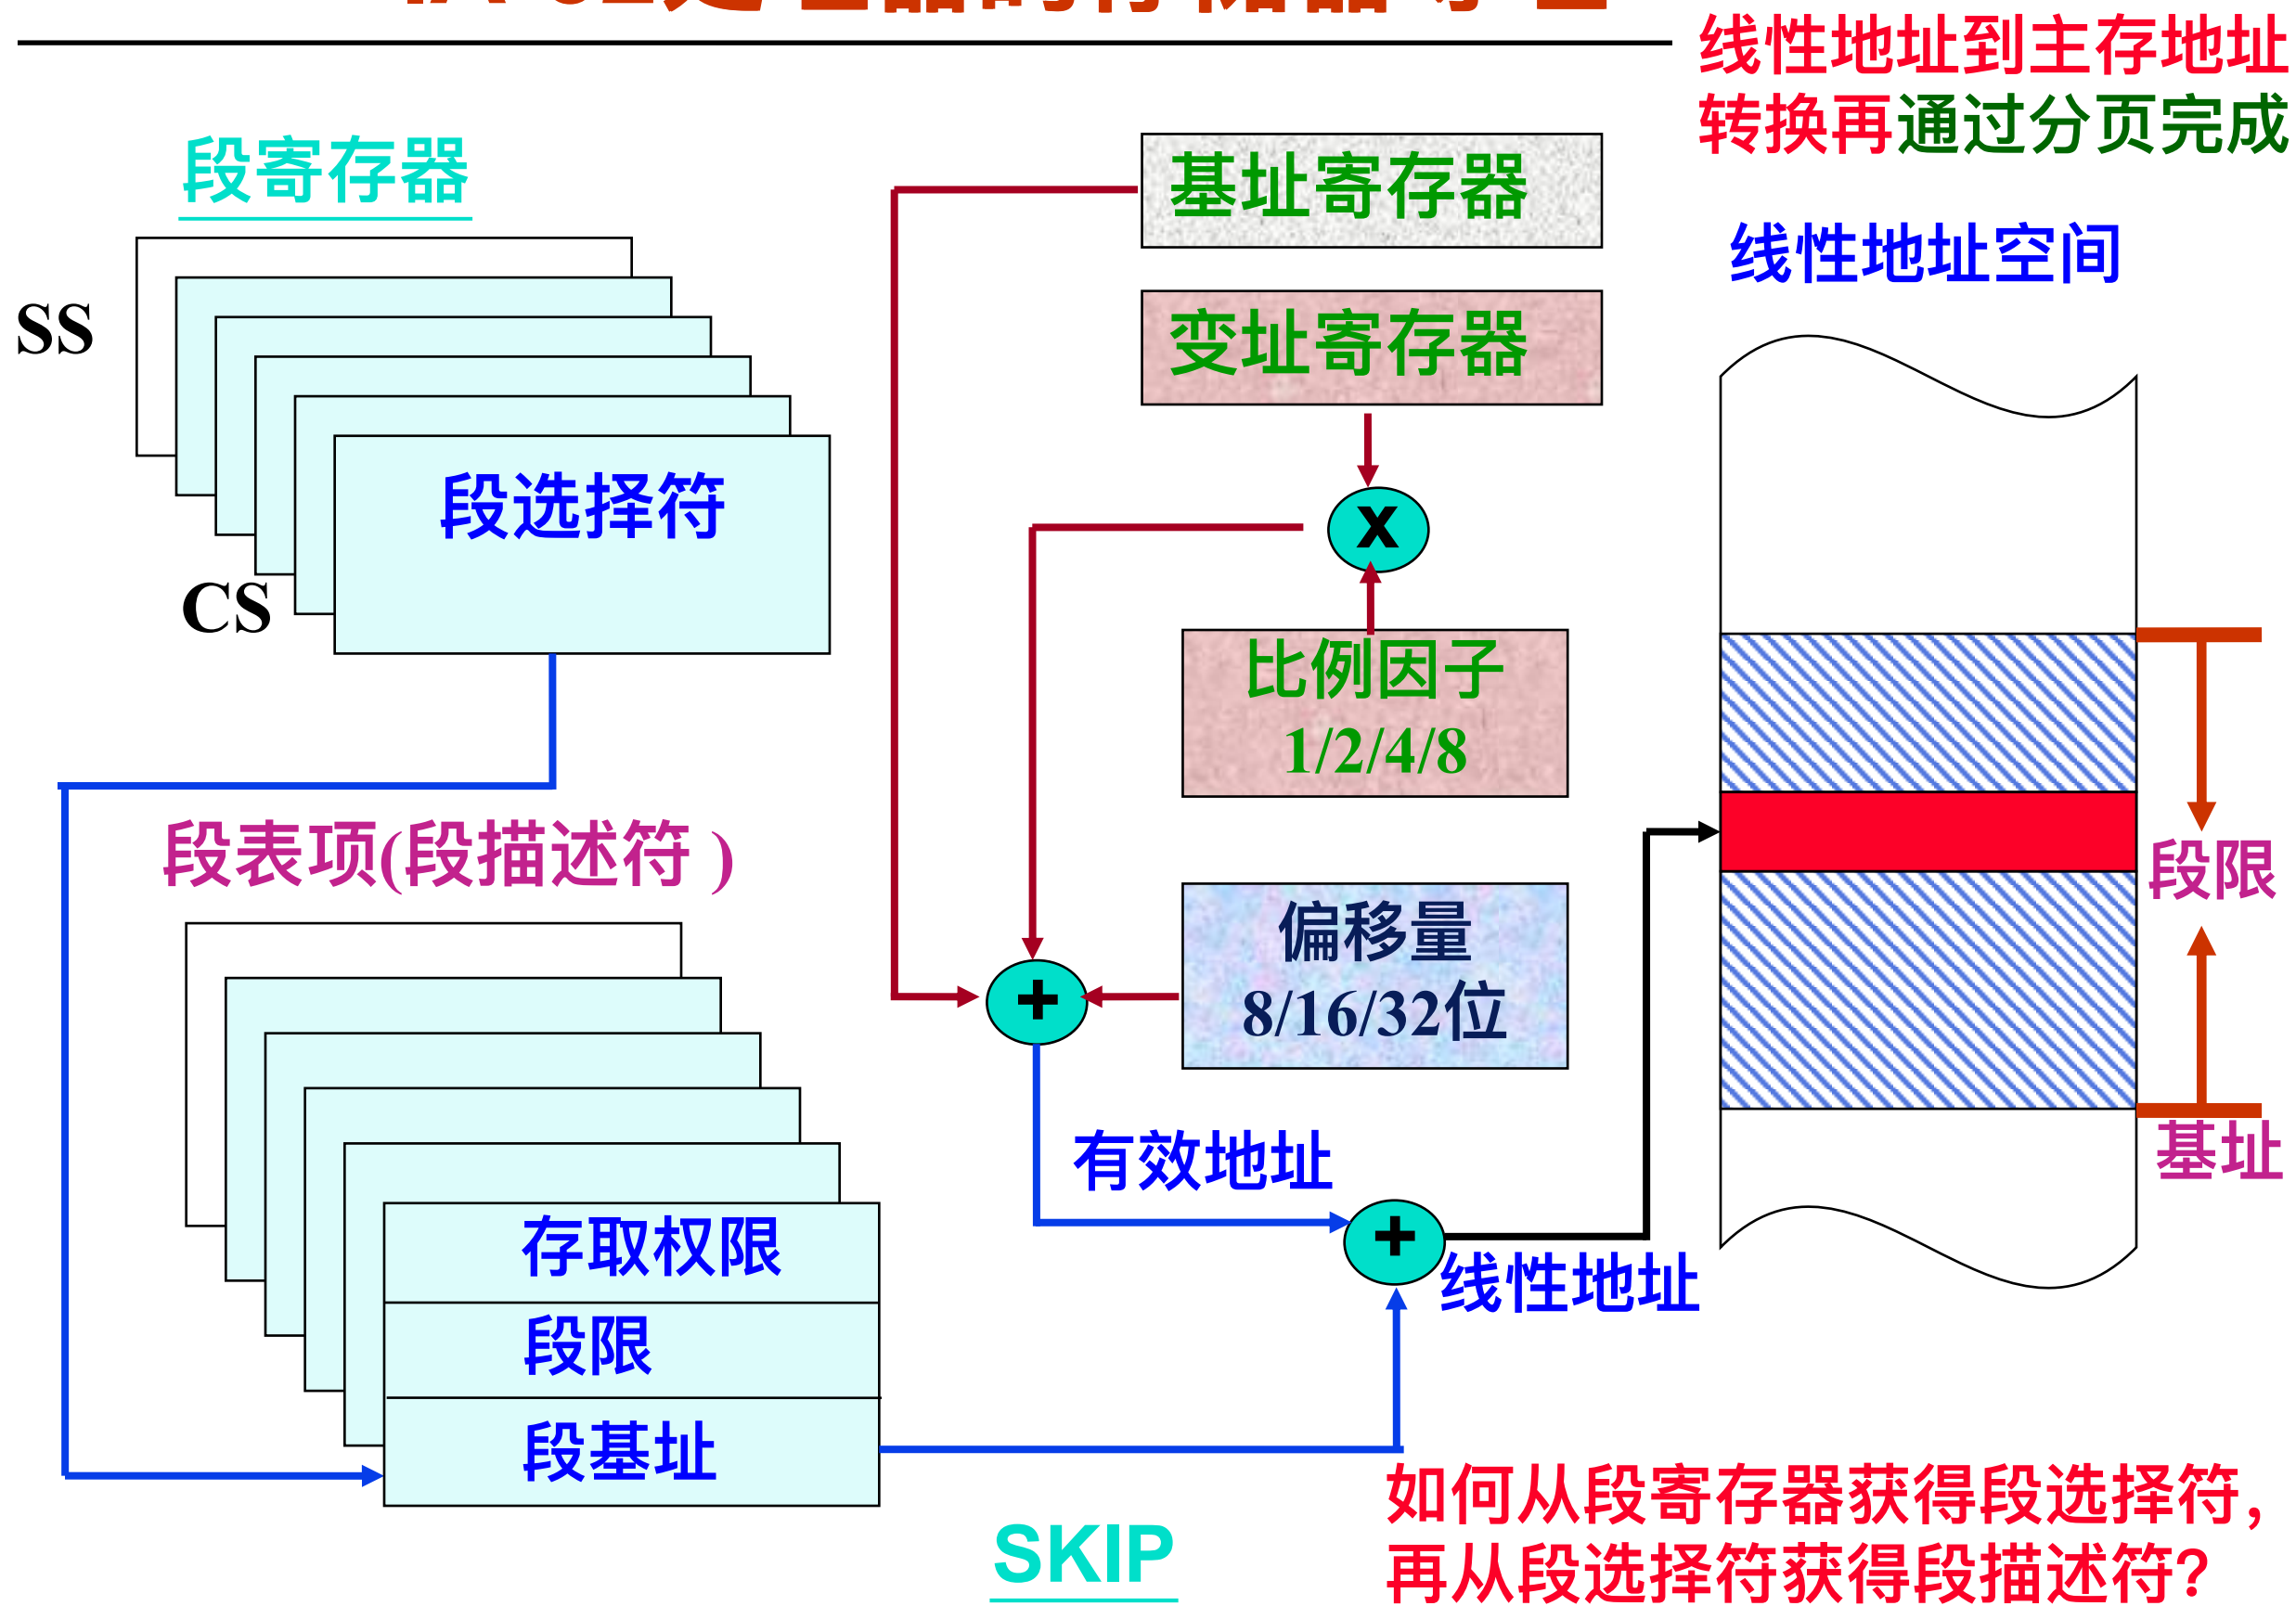 线性地址到主存地址
转换再通过分页完成
段寄存器
基址寄存器
线性地址空间
变址寄存器
SS
段选择符
x
CS
比例因子
1/2/4/8
段表项(段描述符 )
段限
偏移量
8/16/32位
+
有效地址
基址
存取权限
+
线性地址
段限
段基址
如何从段寄存器获得段选择符,
再从段选择符获得段描述符?
SKIP